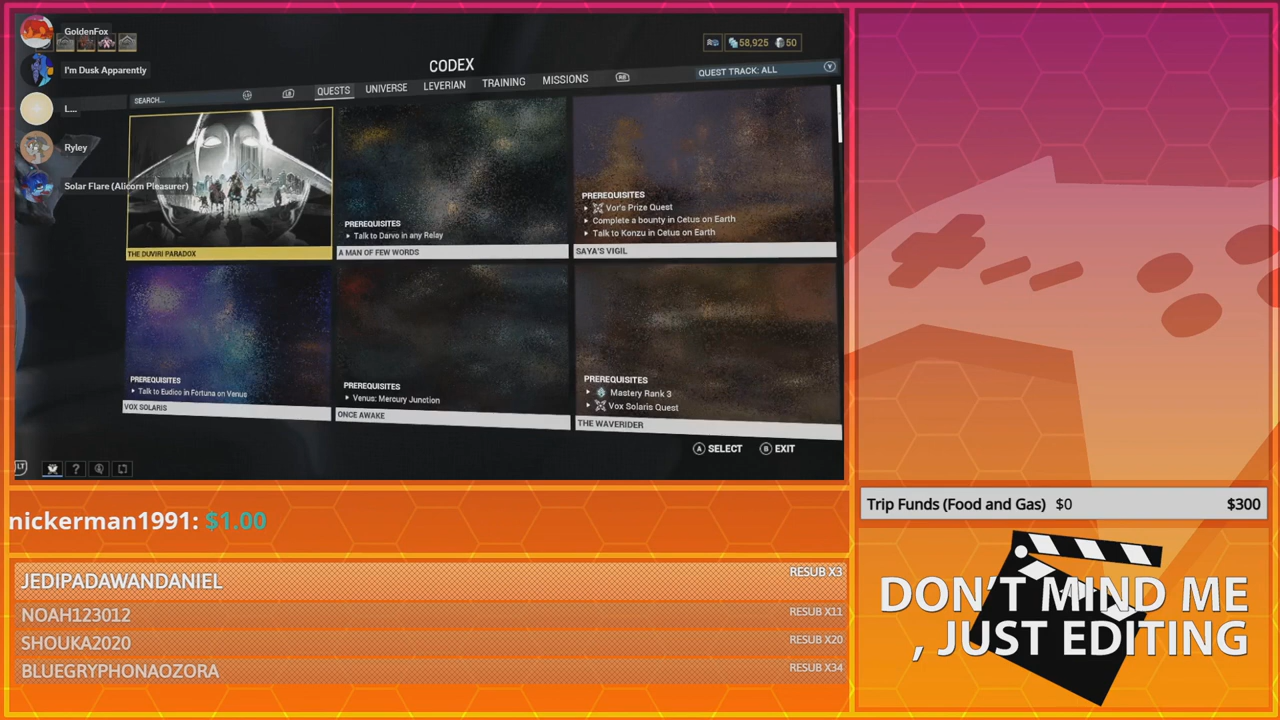 GoldenFox
I'm Dusk Apparently
L...
Ryley
Solar Flare (Alicorn Pleasurer)
58,925 50
CODEX
QUEST TRACK: ALL Y
SEARCH... LS LB QUESTS UNIVERSE LEVERIAN TRAINING MISSIONS RB
THE DUVIRI PARADOX
PREREQUISITES
Talk to Darvo in any Relay
A MAN OF FEW WORDS
PREREQUISITES
Vor's Prize Quest
Complete a bounty in Cetus on Earth
Talk to Konzu in Cetus on Earth
SAYA'S VIGIL
PREREQUISITES
Talk to Eudico in Fortuna on Venus
VOX SOLARIS
PREREQUISITES
Venus: Mercury Junction
ONCE AWAKE
PREREQUISITES
Mastery Rank 3
Vox Solaris Quest
THE WAVERIDER
A SELECT B EXIT
LT ?
nickerman1991: $1.00
JEDIPADAWANDANIEL RESUB X3
NOAH123012 RESUB X11
SHOUKA2020 RESUB X20
BLUEGRYPHONAOZORA RESUB X34
Trip Funds (Food and Gas) $0 $300
DON'T MIND ME
, JUST EDITING